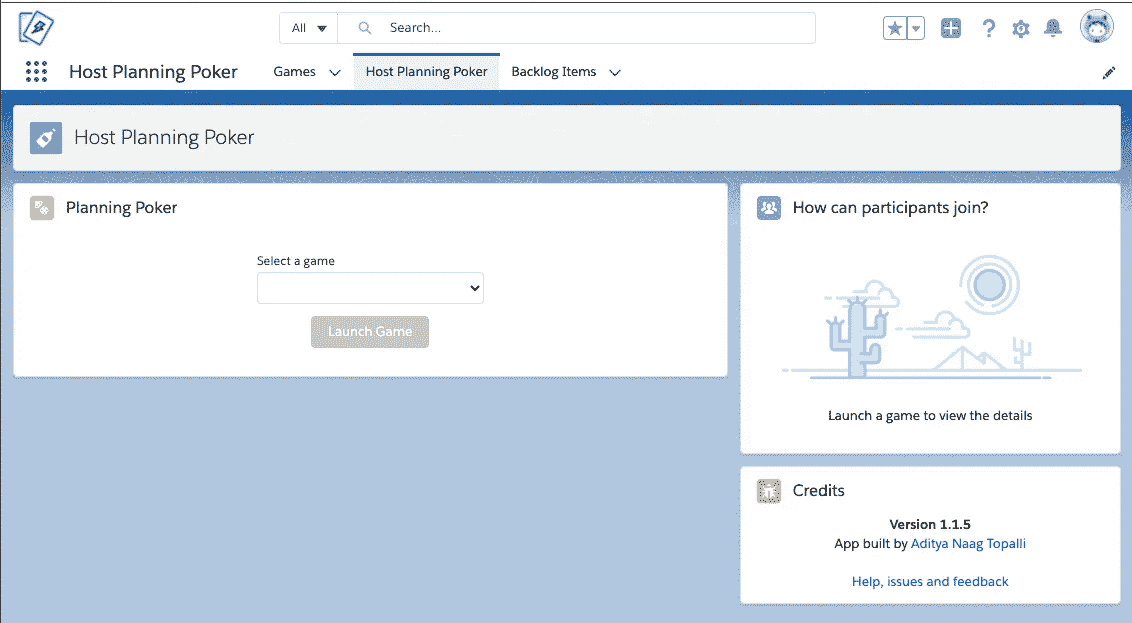 All
Search...
Host Planning Poker
Games
Host Planning Poker
Backlog Items
Host Planning Poker
Planning Poker
Select a game
Launch Game
How can participants join?
Launch a game to view the details
Credits
Version 1.1.5
App built by Aditya Naag Topalli
Help, issues and feedback